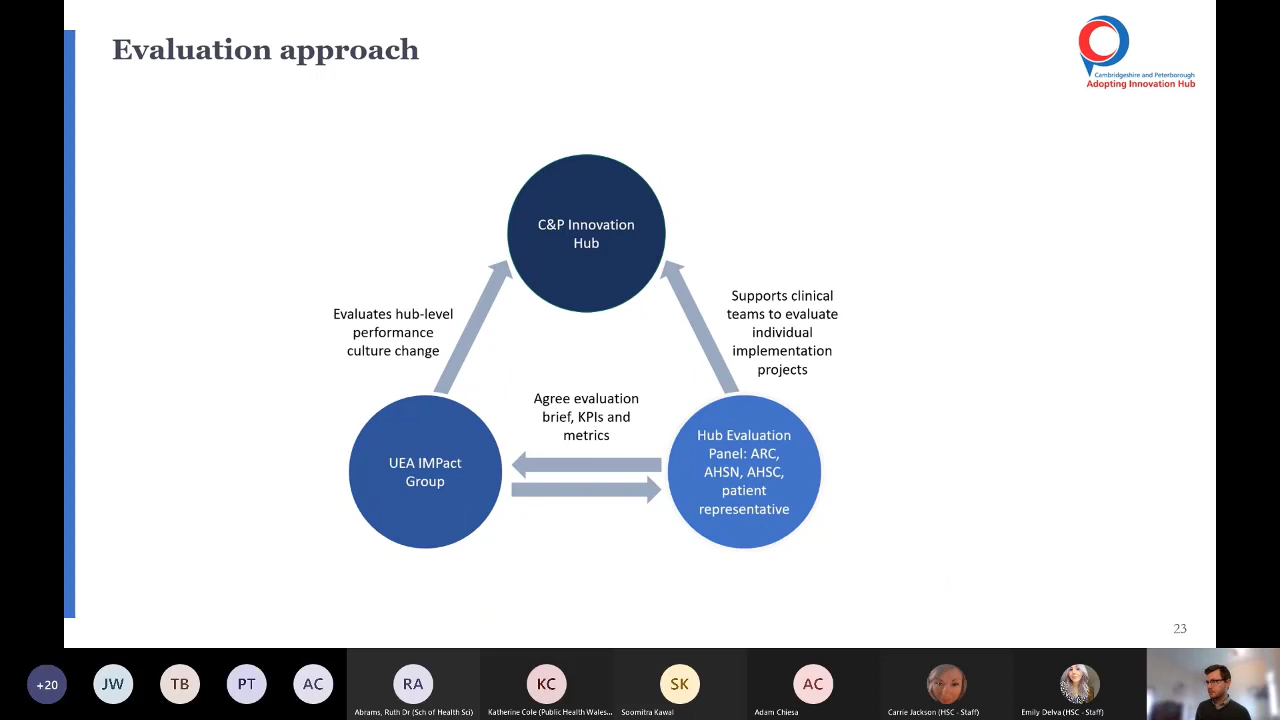 Evaluation approach
Cambridgeshire and Peterborough
Adopting Innovation Hub
C&P Innovation
Hub
Evaluates hub-level
performance
culture change
Supports clinical
teams to evaluate
individual
implementation
projects
Agree evaluation
brief, KPIs and
metrics
UEA IMPact
Group
Hub Evaluation
Panel: ARC,
AHSN, AHSC,
patient
representative
23
+20
JW
TB
PT
AC
RA
KC
SK
AC
Abrams, Ruth Dr (Sch of Health Sci)
Katherine Cole (Public Health Wales...
Soomitra Kawal
Adam Chiesa
Carrie Jackson (HSC - Staff)
Emily Delva (HSC - Staff)